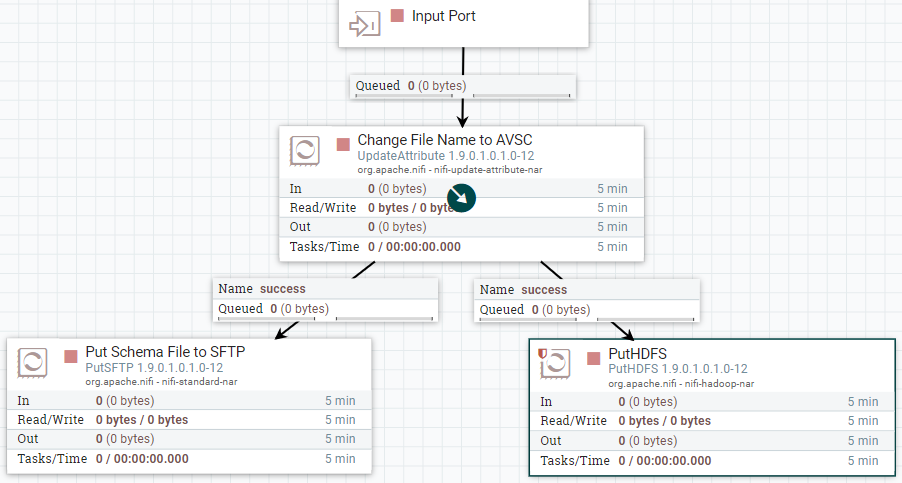 Input Port
Queued 0 (0 bytes)
Change File Name to AVSC
UpdateAttribute 1.9.0.1.0.1.0-12
org.apache.nifi - nifi-update-attribute-nar
In 0 (0 bytes) 5 min
Read/Write 0 bytes / 0 bytes 5 min
Out 0 (0 bytes) 5 min
Tasks/Time 0 / 00:00:00.000 5 min
Name success
Queued 0 (0 bytes)
Name success
Queued 0 (0 bytes)
Put Schema File to SFTP
PutSFTP 1.9.0.1.0.1.0-12
org.apache.nifi - nifi-standard-nar
In 0 (0 bytes) 5 min
Read/Write 0 bytes / 0 bytes 5 min
Out 0 (0 bytes) 5 min
Tasks/Time 0 / 00:00:00.000 5 min
PutHDFS
PutHDFS 1.9.0.1.0.1.0-12
org.apache.nifi - nifi-hadoop-nar
In 0 (0 bytes) 5 min
Read/Write 0 bytes / 0 bytes 5 min
Out 0 (0 bytes) 5 min
Tasks/Time 0 / 00:00:00.000 5 min